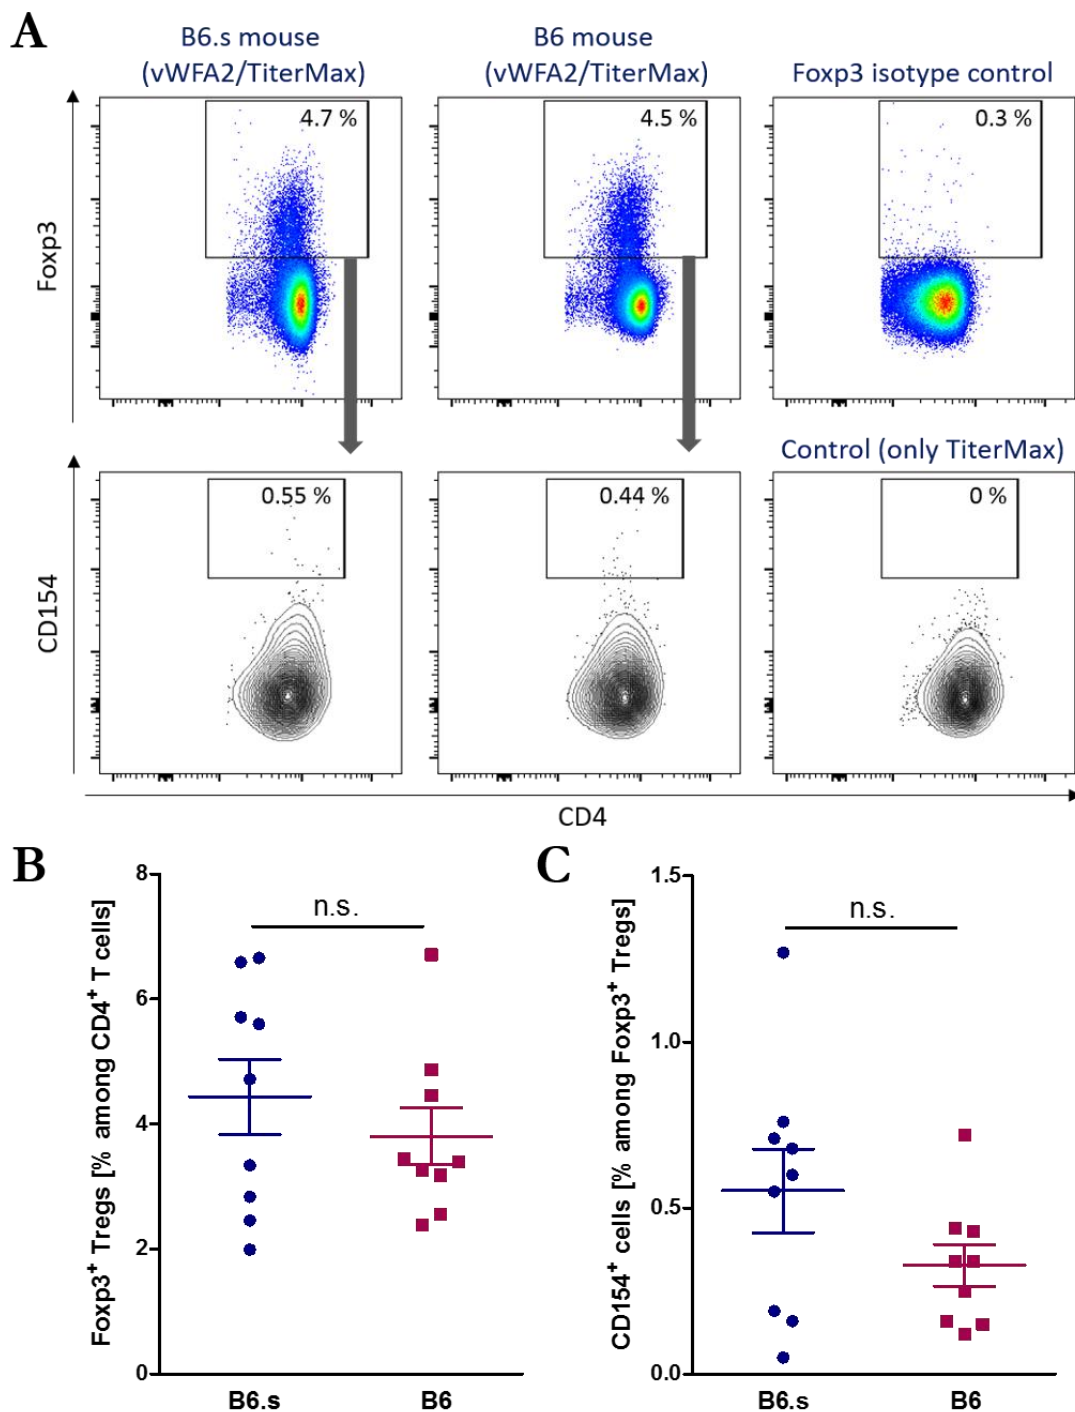 A
B6.s mouse
(vWFA2/TiterMax)
B6 mouse
(vWFA2/TiterMax)
Foxp3 isotype control
4.7 %
4.5 %
0.3 %
Foxp3
Control (only TiterMax)
0.55 %
0.44 %
0 %
CD154
CD4
B
n.s.
Foxp3⁺ Tregs [% among CD4⁺ T cells]
8
6
4
2
0
B6.s
B6
C
n.s.
CD154⁺ cells [% among Foxp3⁺ Tregs]
1.5
1.0
0.5
0.0
B6.s
B6